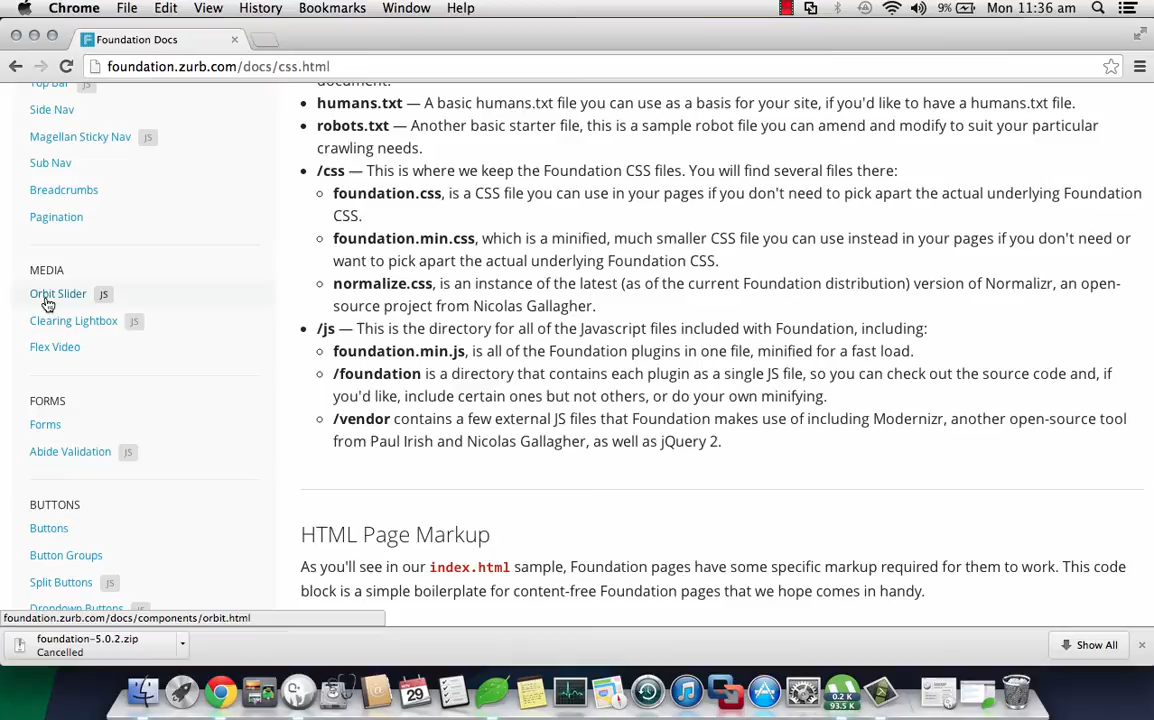 Chrome File Edit View History Bookmarks Window Help 9% Mon 11:36 am
Foundation Docs
foundation.zurb.com/docs/css.html
Top Bar JS
Side Nav
Magellan Sticky Nav JS
Sub Nav
Breadcrumbs
Pagination
MEDIA
Orbit Slider JS
Clearing Lightbox JS
Flex Video
FORMS
Forms
Abide Validation JS
BUTTONS
Buttons
Button Groups
Split Buttons JS
Dropdown Buttons JS
document.
• humans.txt — A basic humans.txt file you can use as a basis for your site, if you'd like to have a humans.txt file.
• robots.txt — Another basic starter file, this is a sample robot file you can amend and modify to suit your particular
crawling needs.
• /css — This is where we keep the Foundation CSS files. You will find several files there:
◦ foundation.css, is a CSS file you can use in your pages if you don't need to pick apart the actual underlying Foundation
CSS.
◦ foundation.min.css, which is a minified, much smaller CSS file you can use instead in your pages if you don't need or
want to pick apart the actual underlying Foundation CSS.
◦ normalize.css, is an instance of the latest (as of the current Foundation distribution) version of Normalizr, an open-
source project from Nicolas Gallagher.
• /js — This is the directory for all of the Javascript files included with Foundation, including:
◦ foundation.min.js, is all of the Foundation plugins in one file, minified for a fast load.
◦ /foundation is a directory that contains each plugin as a single JS file, so you can check out the source code and, if
you'd like, include certain ones but not others, or do your own minifying.
◦ /vendor contains a few external JS files that Foundation makes use of including Modernizr, another open-source tool
from Paul Irish and Nicolas Gallagher, as well as jQuery 2.
HTML Page Markup
As you'll see in our index.html sample, Foundation pages have some specific markup required for them to work. This code
block is a simple boilerplate for content-free Foundation pages that we hope comes in handy.
foundation.zurb.com/docs/components/orbit.html
foundation-5.0.2.zip
Cancelled
Show All
29
0.2 K
93.5 K